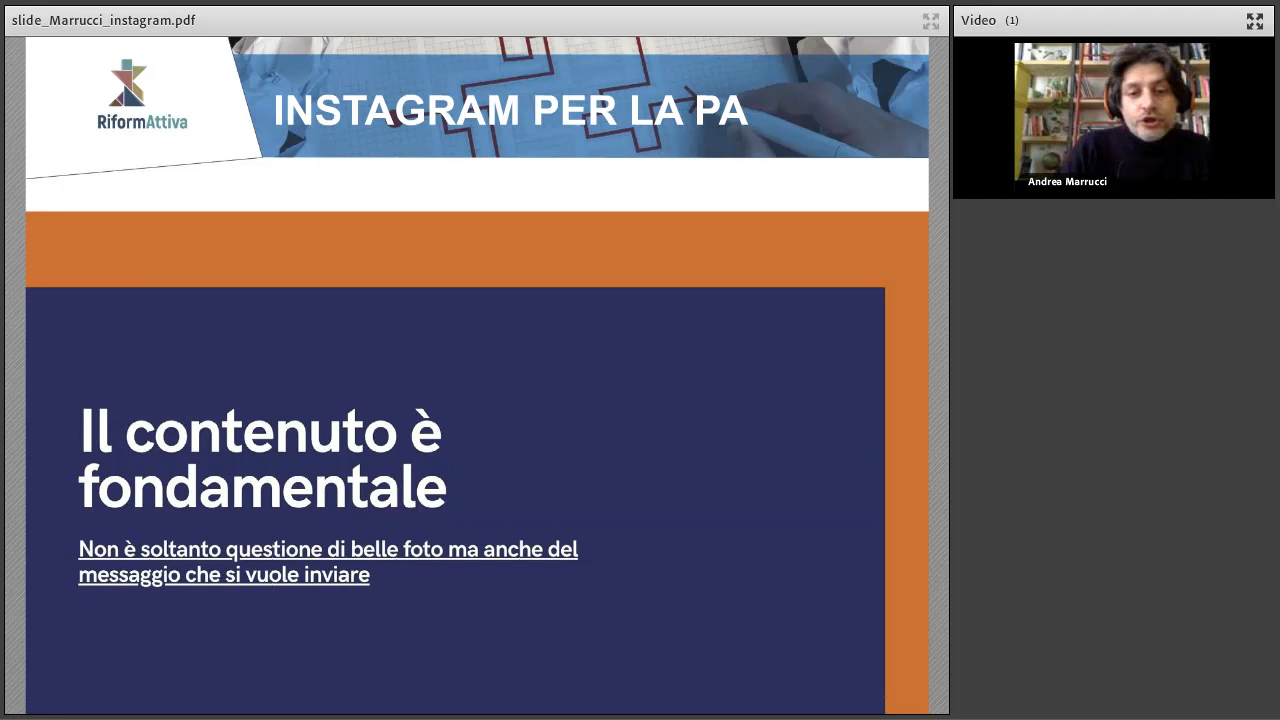 slide_Marrucci_instagram.pdf
Video (1)
RiformAttiva
INSTAGRAM PER LA PA
Andrea Marrucci
Il contenuto è
fondamentale
Non è soltanto questione di belle foto ma anche del
messaggio che si vuole inviare